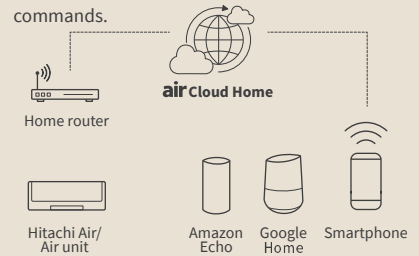 commands.
air Cloud Home
Home router
Hitachi Air/
Air unit
Amazon
Echo
Google
Home
Smartphone